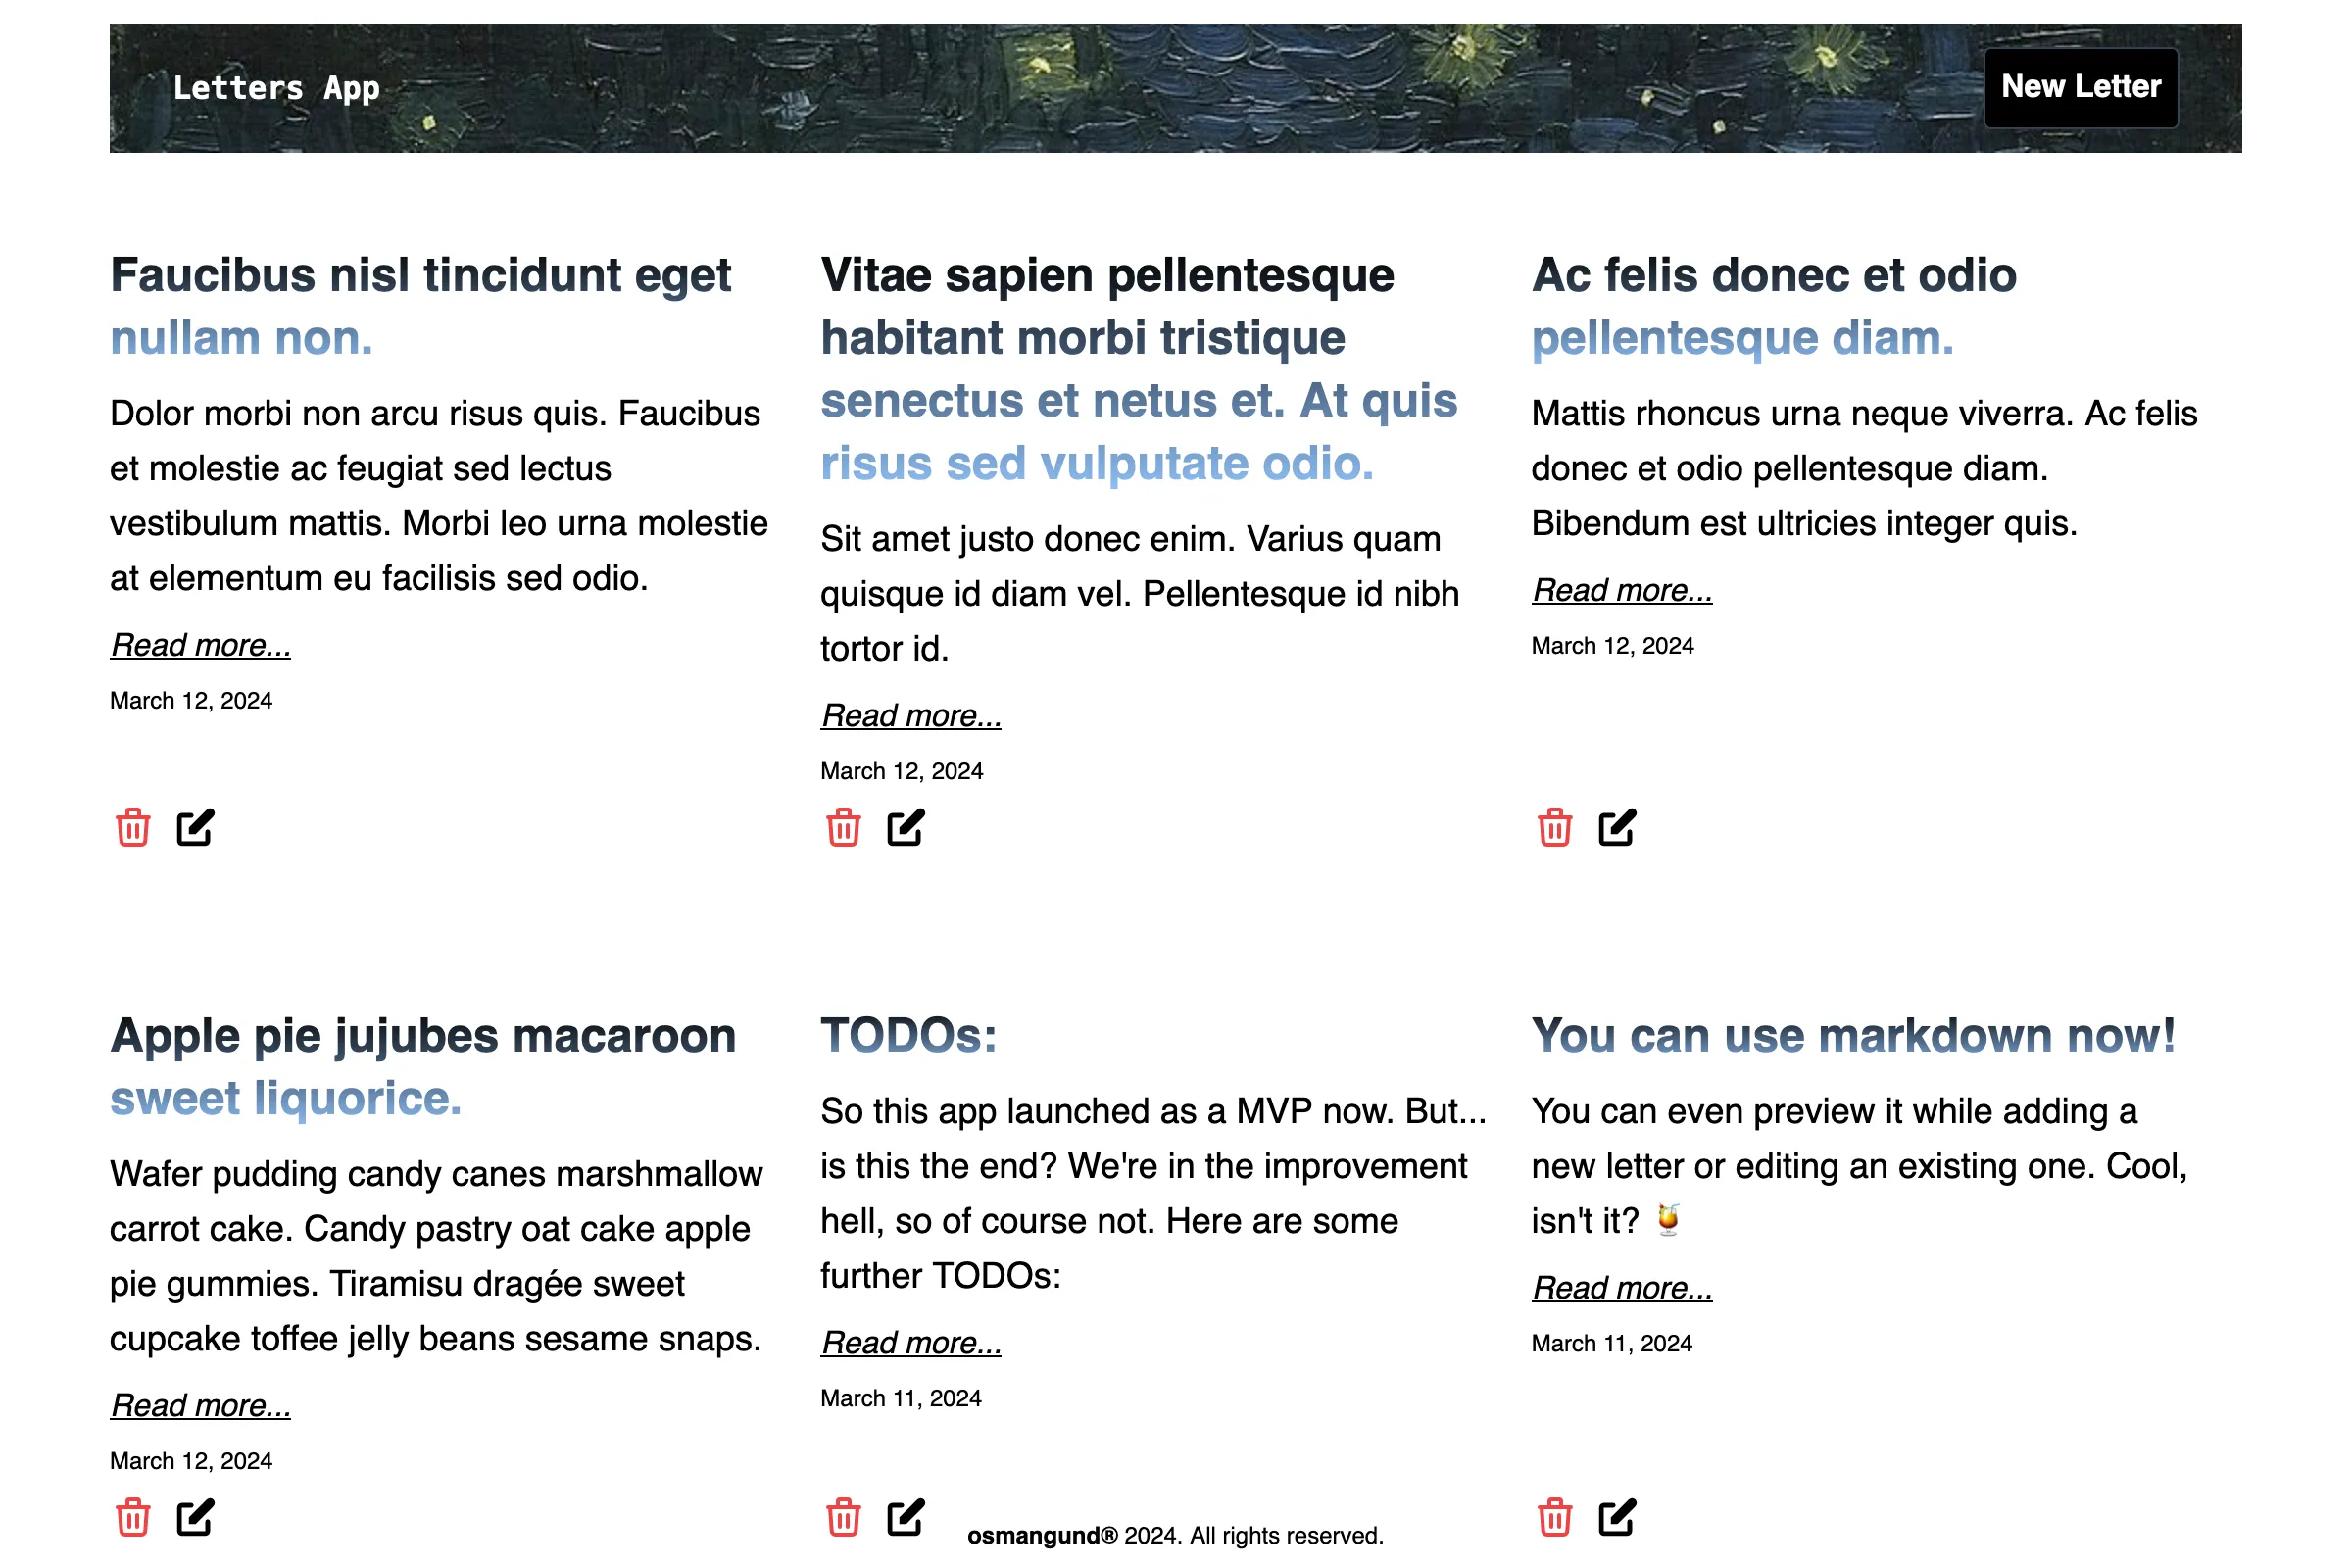 Letters App
New Letter
Faucibus nisl tincidunt eget
nullam non.
Dolor morbi non arcu risus quis. Faucibus
et molestie ac feugiat sed lectus
vestibulum mattis. Morbi leo urna molestie
at elementum eu facilisis sed odio.
Read more...
March 12, 2024
Vitae sapien pellentesque
habitant morbi tristique
senectus et netus et. At quis
risus sed vulputate odio.
Sit amet justo donec enim. Varius quam
quisque id diam vel. Pellentesque id nibh
tortor id.
Read more...
March 12, 2024
Ac felis donec et odio
pellentesque diam.
Mattis rhoncus urna neque viverra. Ac felis
donec et odio pellentesque diam.
Bibendum est ultricies integer quis.
Read more...
March 12, 2024
Apple pie jujubes macaroon
sweet liquorice.
Wafer pudding candy canes marshmallow
carrot cake. Candy pastry oat cake apple
pie gummies. Tiramisu dragée sweet
cupcake toffee jelly beans sesame snaps.
Read more...
March 12, 2024
TODOs:
So this app launched as a MVP now. But...
is this the end? We're in the improvement
hell, so of course not. Here are some
further TODOs:
Read more...
March 11, 2024
You can use markdown now!
You can even preview it while adding a
new letter or editing an existing one. Cool,
isn't it? 🍹
Read more...
March 11, 2024
osmangund® 2024. All rights reserved.